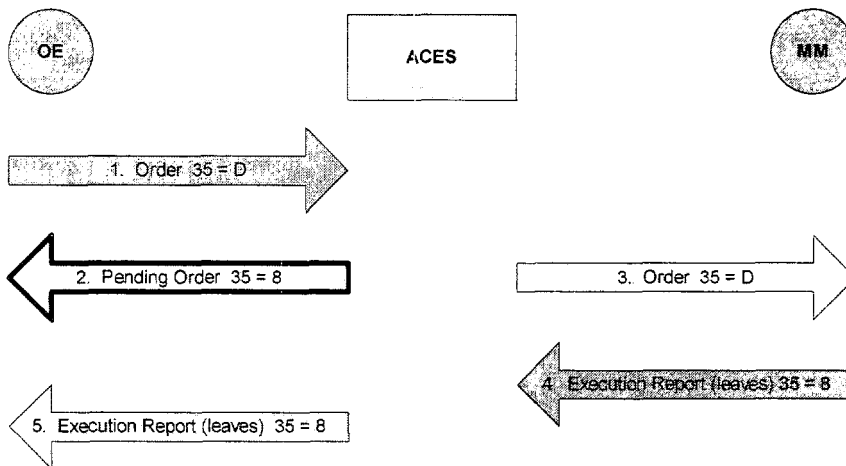 OE
ACES
MM
1. Order 35 = D
2. Pending Order 35 = 8
3. Order 35 = D
4. Execution Report (leaves) 35 = 8
5. Execution Report (leaves) 35 = 8